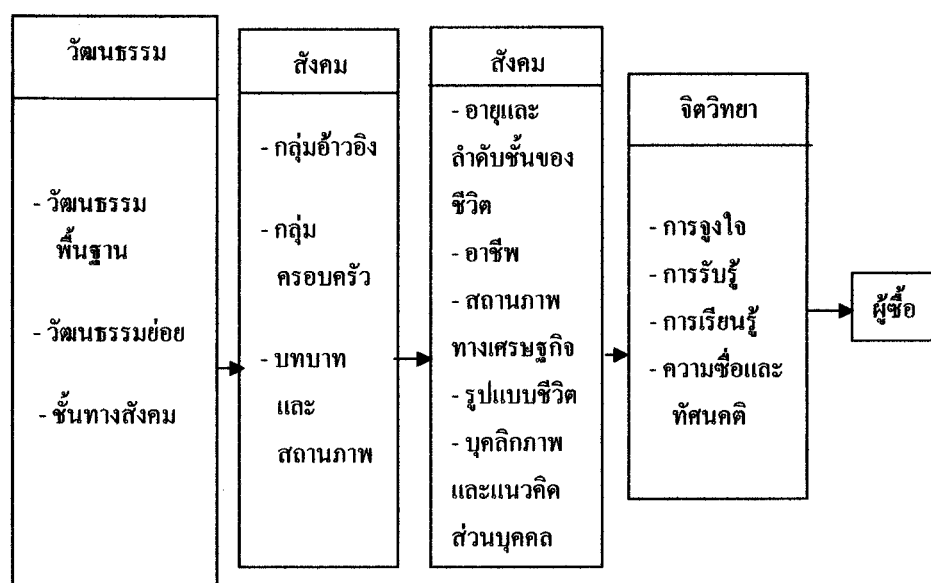 วัฒนธรรม
- วัฒนธรรม
พื้นฐาน
- วัฒนธรรมย่อย
- ชั้นทางสังคม
สังคม
- กลุ่มอ้าวอิง
- กลุ่ม
ครอบครัว
- บทบาท
และ
สถานภาพ
สังคม
- อายุและ
ลำดับชั้นของ
ชีวิต
- อาชีพ
- สถานภาพ
ทางเศรษฐกิจ
- รูปแบบชีวิต
- บุคลิกภาพ
และแนวคิด
ส่วนบุคคล
จิตวิทยา
- การจูงใจ
- การรับรู้
- การเรียนรู้
- ความซื่อและ
ทัศนคติ
ผู้ซื้อ